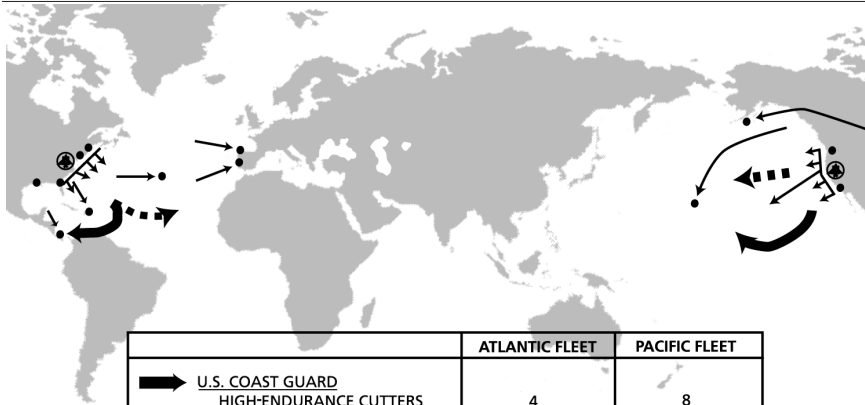 ATLANTIC FLEET PACIFIC FLEET
U.S. COAST GUARD
HIGH-ENDURANCE CUTTERS 4 8